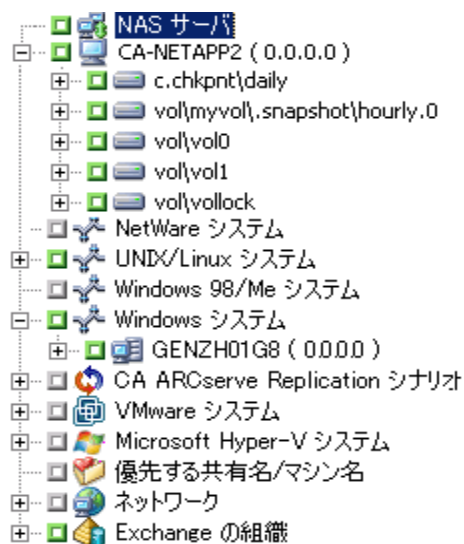 NAS サーバ
CA-NETAPP2 ( 0.0.0.0 )
c.chkpnt\daily
vol\myvol\.snapshot\hourly.0
vol\vol0
vol\vol1
vol\vollock
NetWare システム
UNIX/Linux システム
Windows 98/Me システム
Windows システム
GENZH01G8 ( 0.0.0.0 )
CA ARCserve Replication シナリオ
VMware システム
Microsoft Hyper-V システム
優先する共有名/マシン名
ネットワーク
Exchange の組織